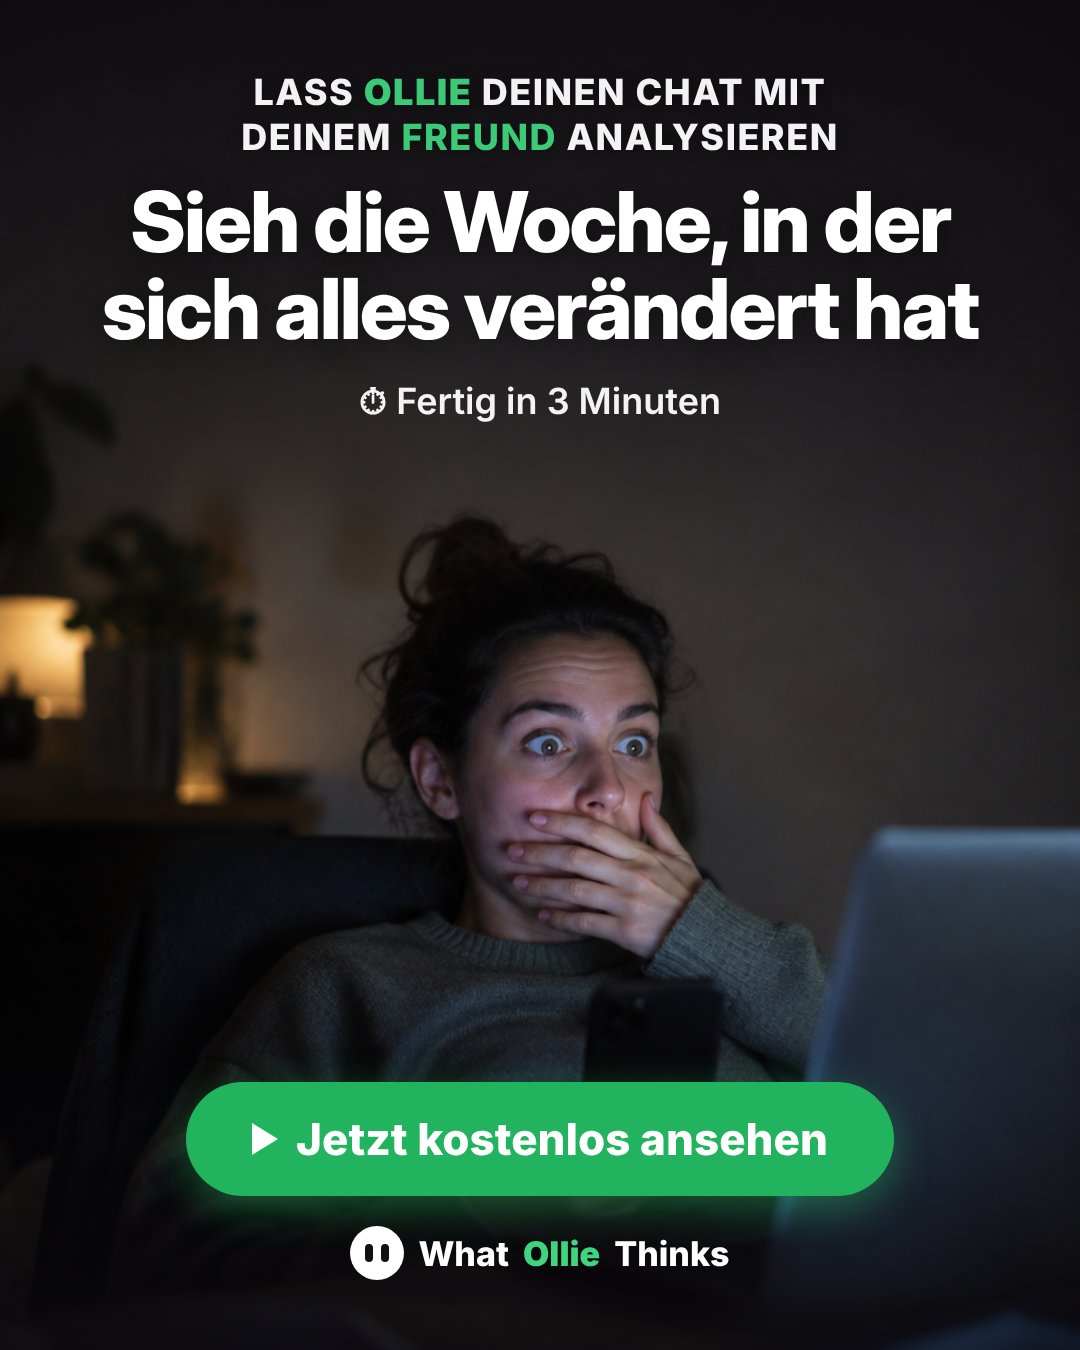 LASS OLLIE DEINEN CHAT MIT
DEINEM FREUND ANALYSIEREN
Sieh die Woche, in der
sich alles verändert hat
⏱ Fertig in 3 Minuten
▶ Jetzt kostenlos ansehen
What Ollie Thinks